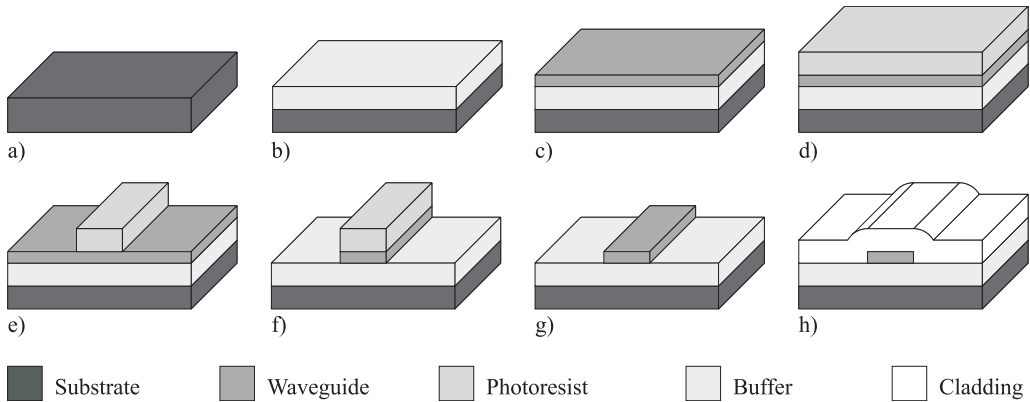 a)
b)
c)
d)
e)
f)
g)
h)
Substrate
Waveguide
Photoresist
Buffer
Cladding